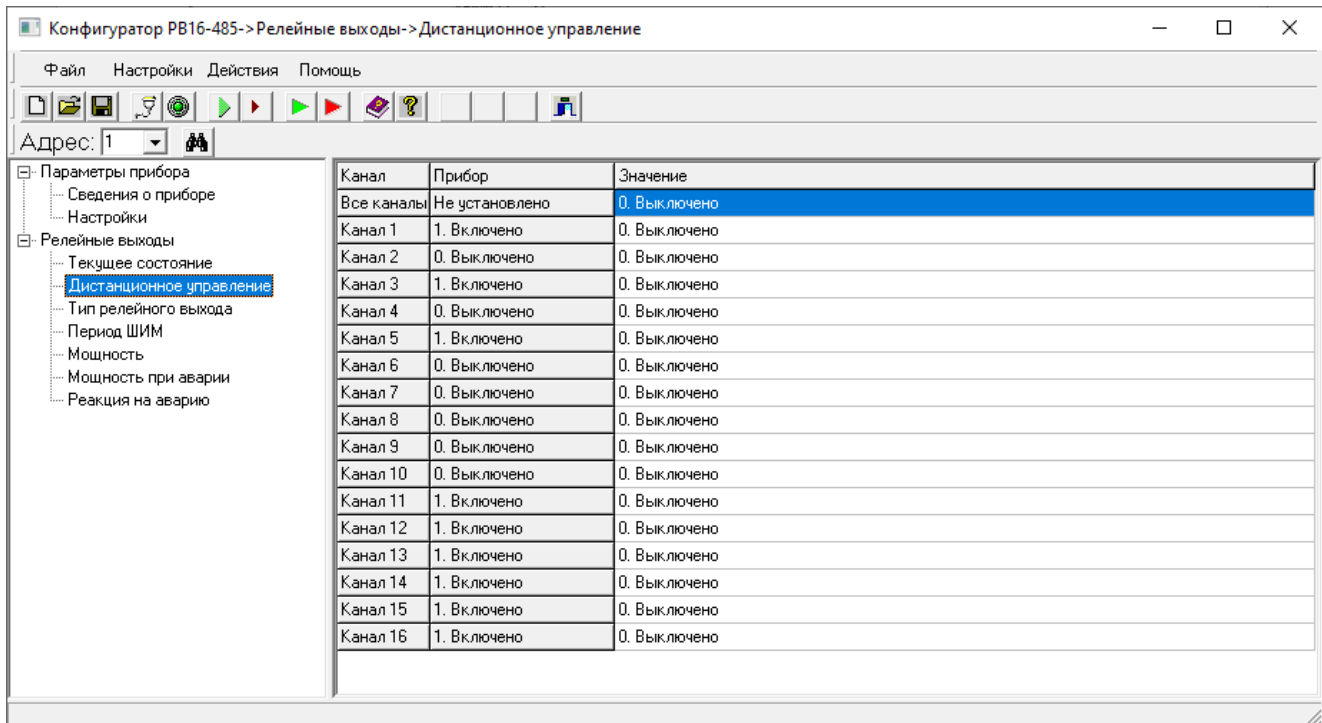 Конфигуратор РВ16-485->Релейные выходы->Дистанционное управление
Файл Настройки Действия Помощь
Адрес: 1
Параметры прибора
Сведения о приборе
Настройки
Релейные выходы
Текущее состояние
Дистанционное управление
Тип релейного выхода
Период ШИМ
Мощность
Мощность при аварии
Реакция на аварию
Канал Прибор Значение
Все каналы Не установлено 0. Выключено
Канал 1 1. Включено 0. Выключено
Канал 2 0. Выключено 0. Выключено
Канал 3 1. Включено 0. Выключено
Канал 4 0. Выключено 0. Выключено
Канал 5 1. Включено 0. Выключено
Канал 6 0. Выключено 0. Выключено
Канал 7 0. Выключено 0. Выключено
Канал 8 0. Выключено 0. Выключено
Канал 9 0. Выключено 0. Выключено
Канал 10 0. Выключено 0. Выключено
Канал 11 1. Включено 0. Выключено
Канал 12 1. Включено 0. Выключено
Канал 13 1. Включено 0. Выключено
Канал 14 1. Включено 0. Выключено
Канал 15 1. Включено 0. Выключено
Канал 16 1. Включено 0. Выключено